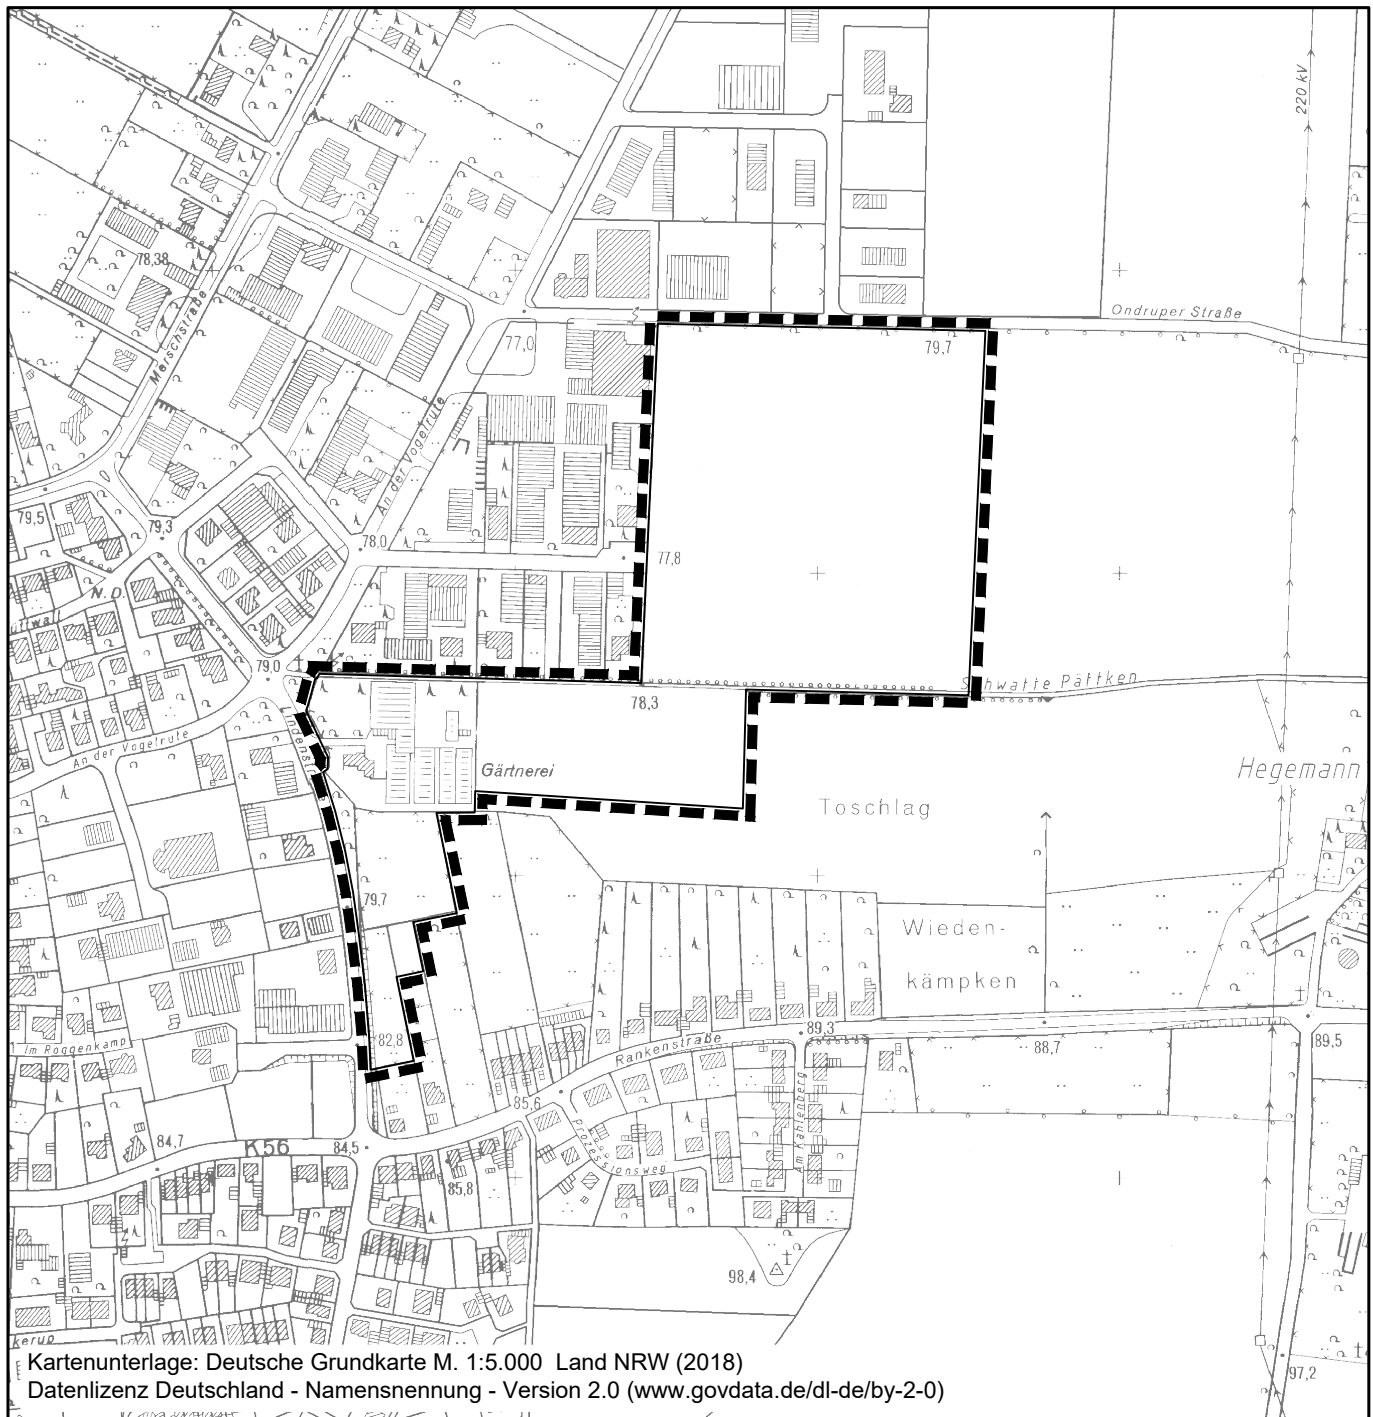 220 kV
78,38
Merschstraße
Ondruper Straße
77,0
79,7
An der Vogelrute
79,5
79,3
78,0
77,8
N.D.
79,0
78,3
Schwatte Pättken
An der Vogelrute
Gärtnerei
Hegemann
Toschlag
79,7
Wieden-
kämpken
82,8
89,3
Rankenstraße
88,7
89,5
Im Roggenkamp
85,6
Am Kahlenberg
Prozessionsweg
84,7
K56
84,5
85,8
98,4
97,2
kerup
Kartenunterlage: Deutsche Grundkarte M. 1:5.000 Land NRW (2018)
Datenlizenz Deutschland - Namensnennung - Version 2.0 (www.govdata.de/dl-de/by-2-0)